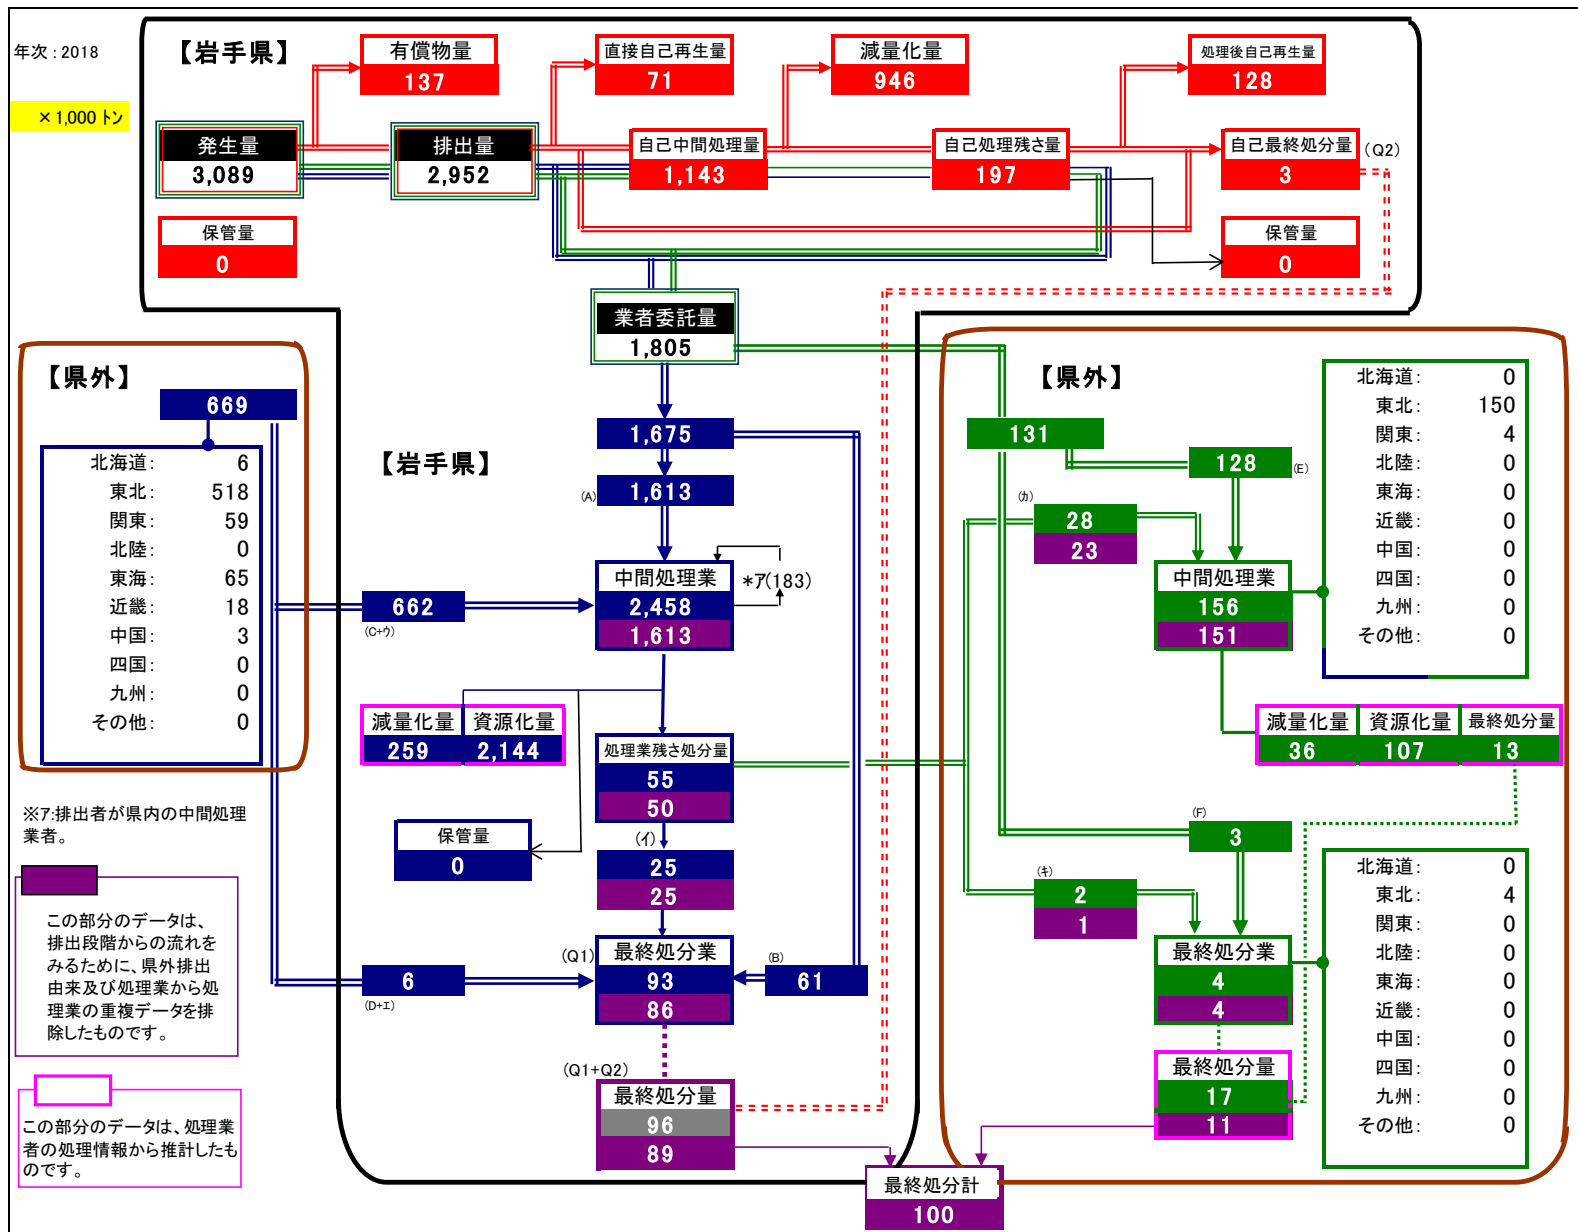 年次：2018
×1,000 トン
【岩手県】
有償物量
137
直接自己再生量
71
減量化量
946
処理後自己再生量
128
発生量
3,089
排出量
2,952
自己中間処理量
1,143
自己処理残さ量
197
自己最終処分量
3
(Q2)
保管量
0
保管量
0
業者委託量
1,805
【県外】
669
北海道： 6
東北： 518
関東： 59
北陸： 0
東海： 65
近畿： 18
中国： 3
四国： 0
九州： 0
その他： 0
【岩手県】
1,675
(A)
1,613
中間処理業
2,458
1,613
*ア(183)
662
(C+ウ)
減量化量
259
資源化量
2,144
処理業残さ処分量
55
50
保管量
0
(イ)
25
25
(Q1)
最終処分業
93
86
6
(D+エ)
(B)
61
(Q1+Q2)
最終処分量
96
89
【県外】
131
128
(E)
(カ)
28
23
中間処理業
156
151
北海道： 0
東北： 150
関東： 4
北陸： 0
東海： 0
近畿： 0
中国： 0
四国： 0
九州： 0
その他： 0
減量化量
36
資源化量
107
最終処分量
13
(F)
3
(キ)
2
1
最終処分業
4
4
北海道： 0
東北： 4
関東： 0
北陸： 0
東海： 0
近畿： 0
中国： 0
四国： 0
九州： 0
その他： 0
最終処分量
17
11
最終処分計
100
※ア:排出者が県内の中間処理
業者。
この部分のデータは、
排出段階からの流れを
みるために、県外排出
由来及び処理業から処
理業の重複データを排
除したものです。
この部分のデータは、処理業
者の処理情報から推計したも
のです。